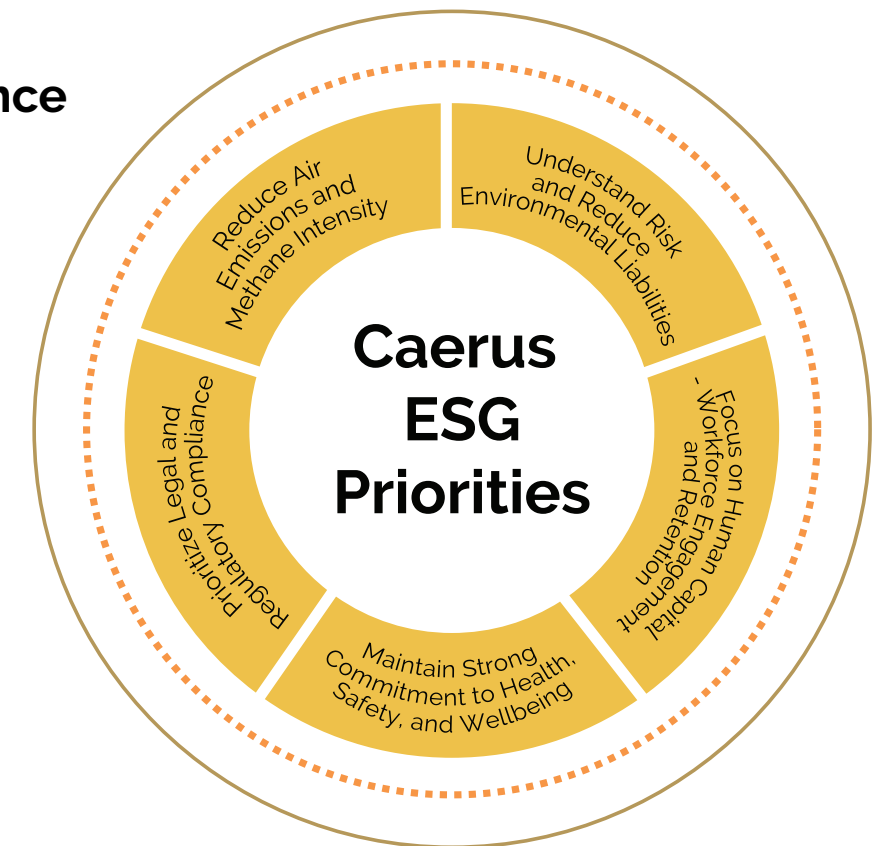 nce
Caerus
ESG
Priorities
Understand Risk
and Reduce
Environmental Liabilities
Focus on Human Capital
- Workforce Engagement
and Retention
Maintain Strong
Commitment to Health,
Safety, and Wellbeing
Prioritize Legal and
Regulatory Compliance
Reduce Air
Emissions and
Methane Intensity